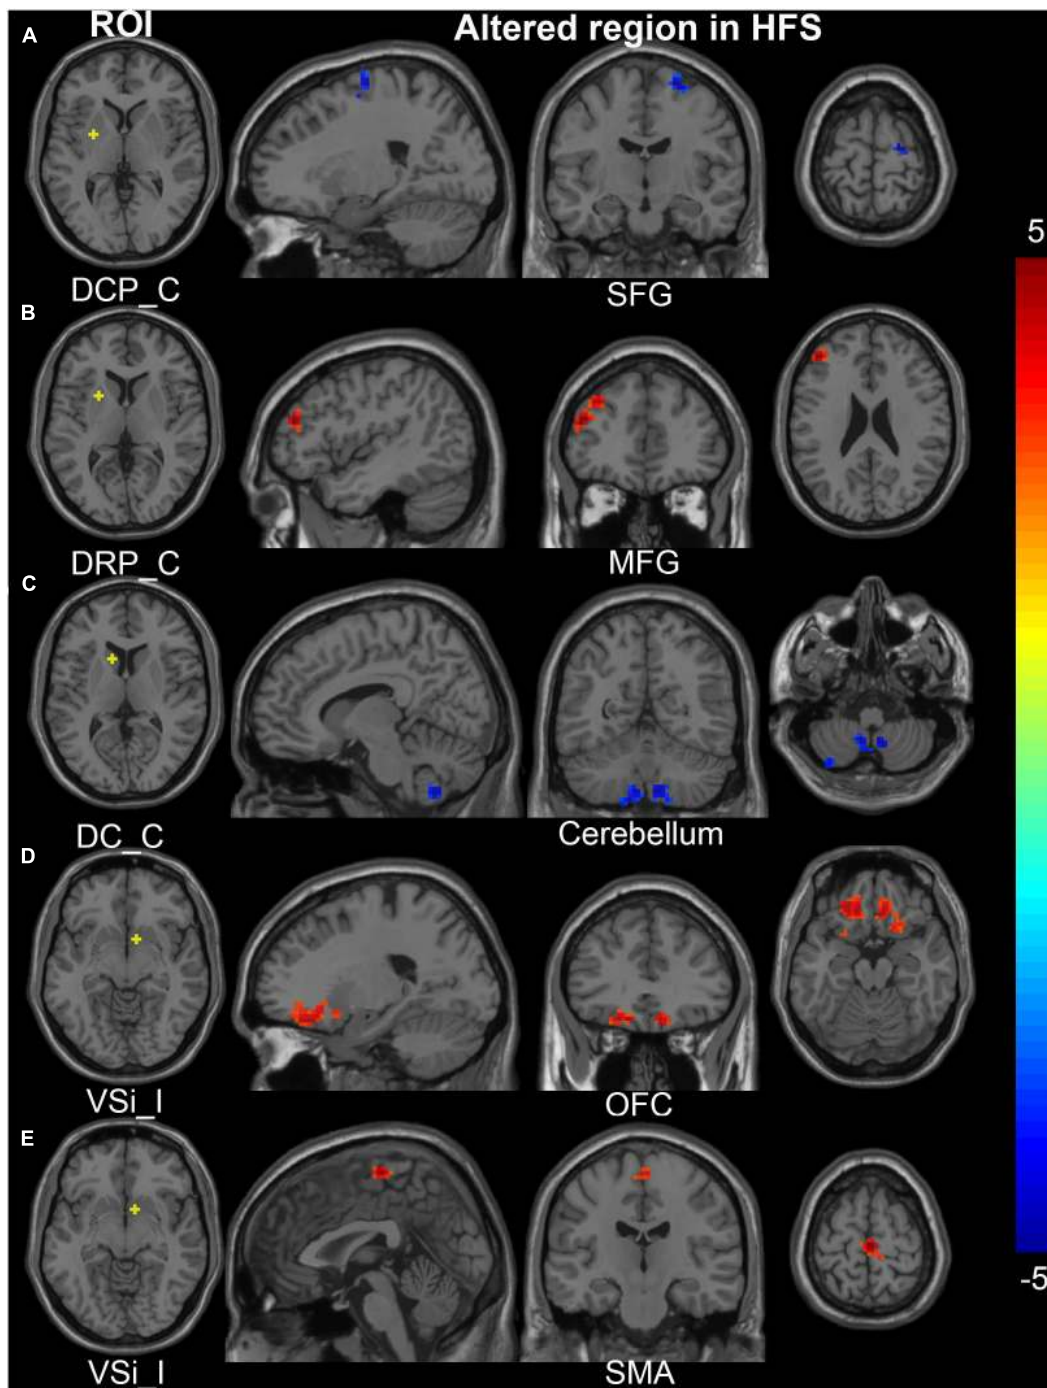 A
ROI
Altered region in HFS
5
DCP_C
SFG
B
DRP_C
MFG
C
DC_C
Cerebellum
D
VSi_I
OFC
E
-5
VSi_I
SMA